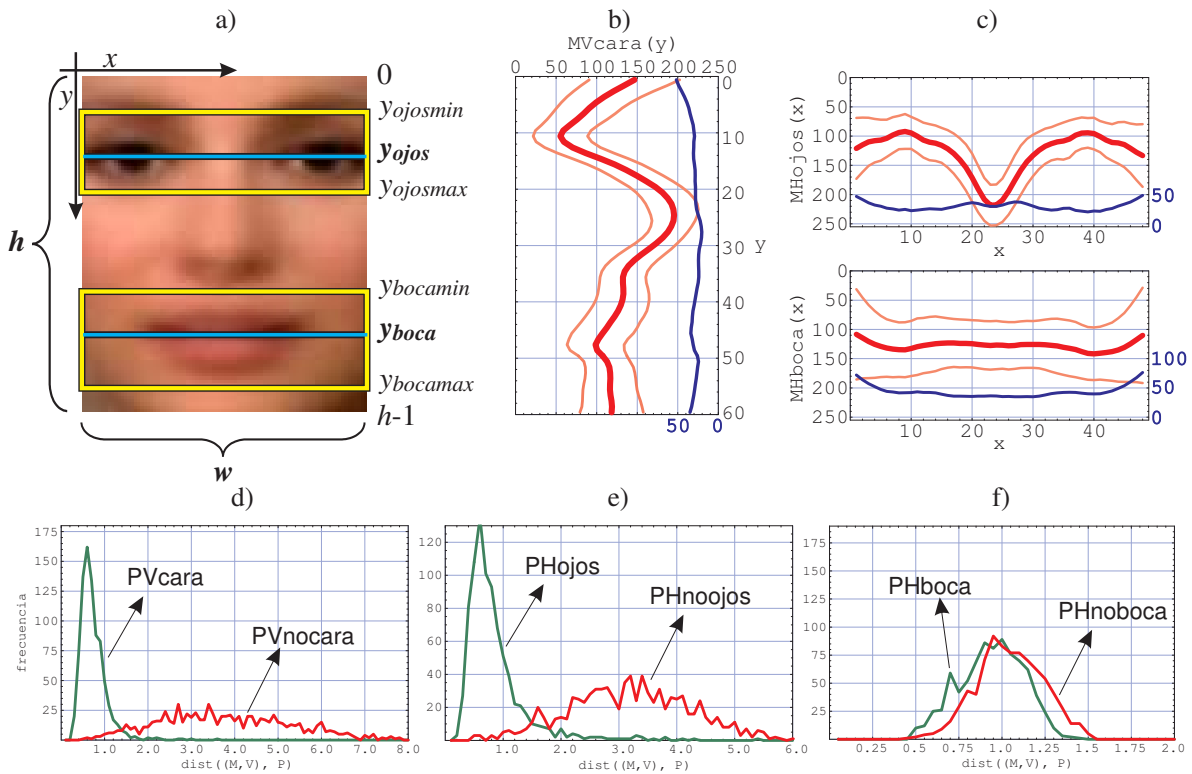 a)
x
y
0
yojosmin
yojos
yojosmax
h
ybocamin
yboca
ybocamax
h-1
w
b)
MVcara(y)
0 50 100 150 200 250
0
10
20
30
40
50
60
y
50 0
c)
MHojos(x)
0
50
100
150
200
250
50
0
10 20 30 40
x
MHboca(x)
0
50
100
150
200
250
100
50
0
10 20 30 40
x
d)
frecuencia
175
150
125
100
75
50
25
PVcara
PVnocara
1.0 2.0 3.0 4.0 5.0 6.0 7.0 8.0
dist((M,V), P)
e)
120
100
80
60
40
20
PHojos
PHnoojos
1.0 2.0 3.0 4.0 5.0 6.0
dist((M,V), P)
f)
175
150
125
100
75
50
25
PHboca
PHnoboca
0.25 0.5 0.75 1.0 1.25 1.5 1.75 2.0
dist((M,V), P)